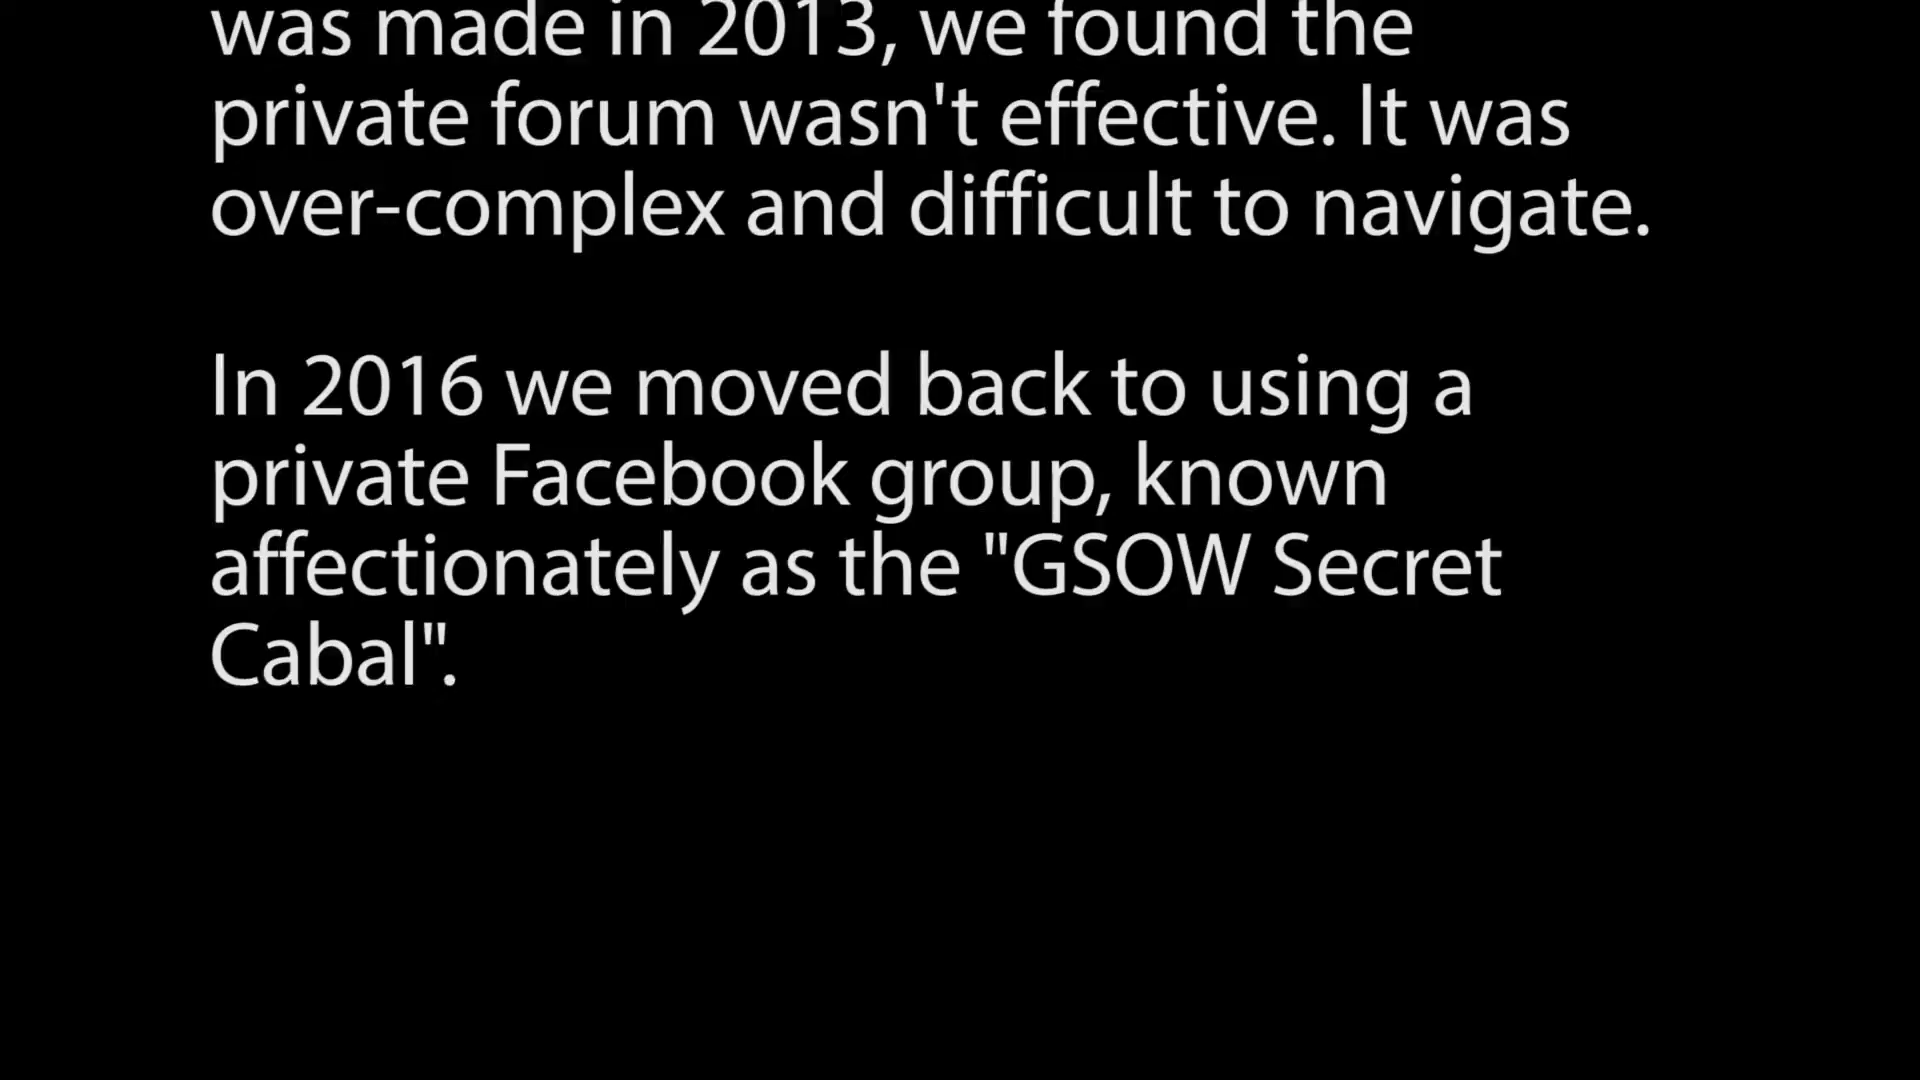 was made in 2013, we found the
private forum wasn't effective. It was
over-complex and difficult to navigate.
In 2016 we moved back to using a
private Facebook group, known
affectionately as the "GSOW Secret
Cabal".